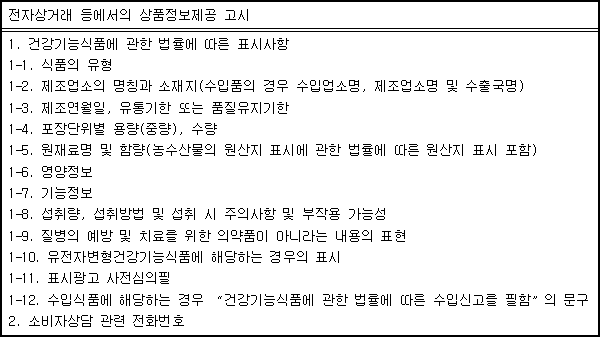 전자상거래 등에서의 상품정보제공 고시
1. 건강기능식품에 관한 법률에 따른 표시사항
1-1. 식품의 유형
1-2. 제조업소의 명칭과 소재지(수입품의 경우 수입업소명, 제조업소명 및 수출국명)
1-3. 제조연월일, 유통기한 또는 품질유지기한
1-4. 포장단위별 용량(중량), 수량
1-5. 원재료명 및 함량(농수산물의 원산지 표시에 관한 법률에 따른 원산지 표시 포함)
1-6. 영양정보
1-7. 기능정보
1-8. 섭취량, 섭취방법 및 섭취 시 주의사항 및 부작용 가능성
1-9. 질병의 예방 및 치료를 위한 의약품이 아니라는 내용의 표현
1-10. 유전자변형건강기능식품에 해당하는 경우의 표시
1-11. 표시광고 사전심의필
1-12. 수입식품에 해당하는 경우 “건강기능식품에 관한 법률에 따른 수입신고를 필함” 의 문구
2. 소비자상담 관련 전화번호